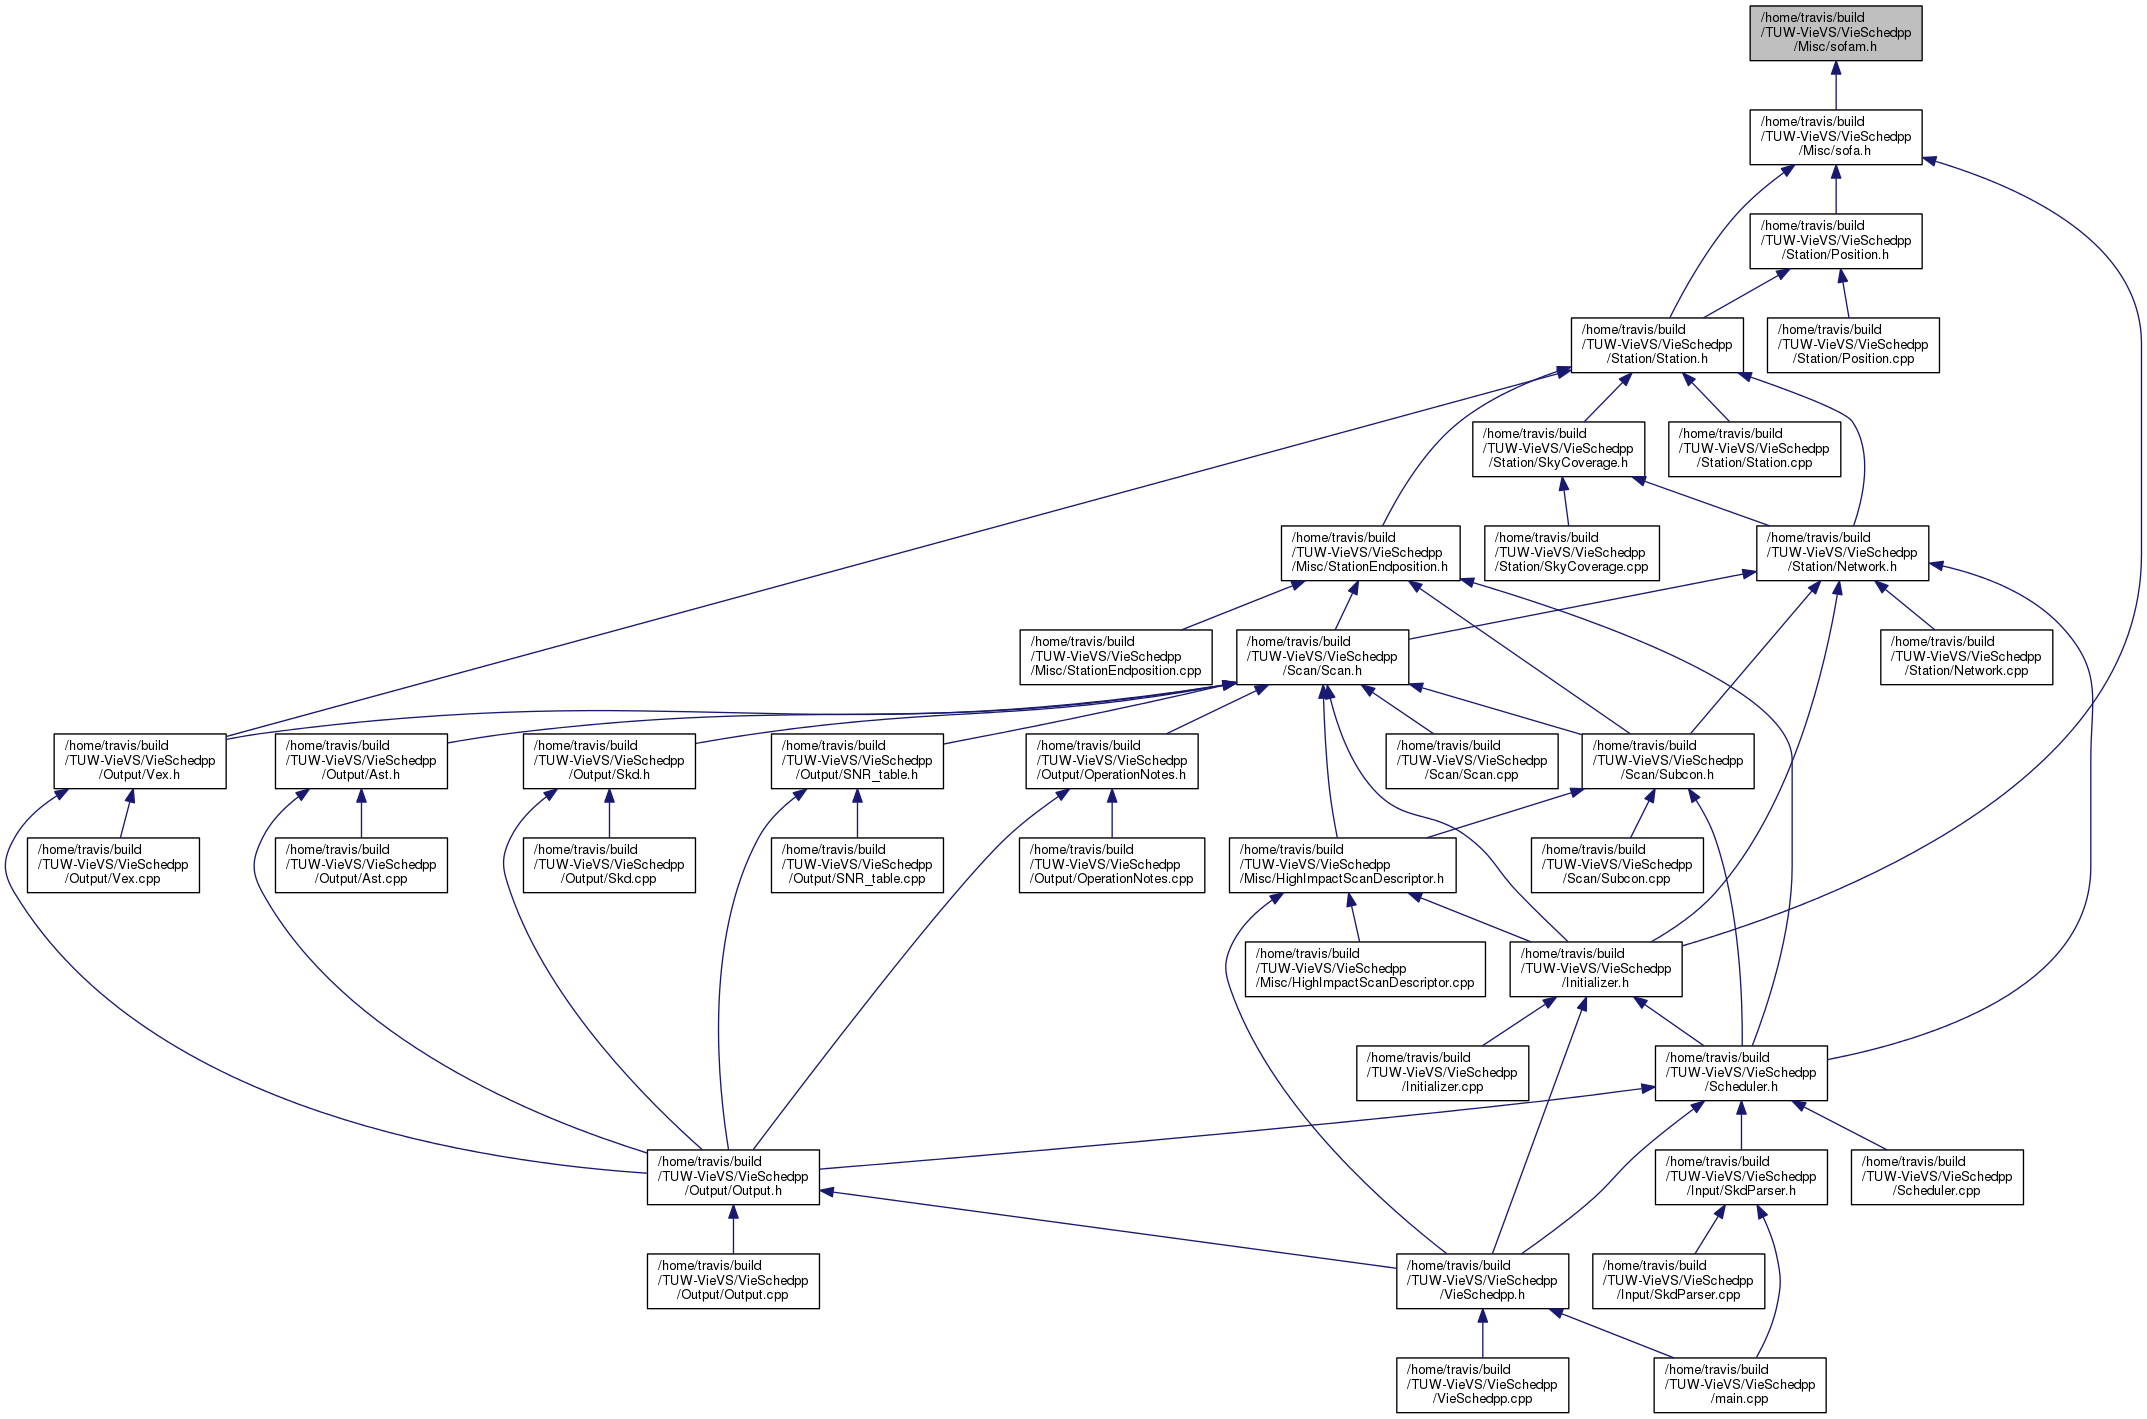 /home/travis/build
/TUW-VieVS/VieSchedpp
/Misc/sofam.h
/home/travis/build
/TUW-VieVS/VieSchedpp
/Misc/sofa.h
/home/travis/build
/TUW-VieVS/VieSchedpp
/Station/Position.h
/home/travis/build
/TUW-VieVS/VieSchedpp
/Station/Station.h
/home/travis/build
/TUW-VieVS/VieSchedpp
/Station/Position.cpp
/home/travis/build
/TUW-VieVS/VieSchedpp
/Station/SkyCoverage.h
/home/travis/build
/TUW-VieVS/VieSchedpp
/Station/Station.cpp
/home/travis/build
/TUW-VieVS/VieSchedpp
/Misc/StationEndposition.h
/home/travis/build
/TUW-VieVS/VieSchedpp
/Station/SkyCoverage.cpp
/home/travis/build
/TUW-VieVS/VieSchedpp
/Station/Network.h
/home/travis/build
/TUW-VieVS/VieSchedpp
/Misc/StationEndposition.cpp
/home/travis/build
/TUW-VieVS/VieSchedpp
/Scan/Scan.h
/home/travis/build
/TUW-VieVS/VieSchedpp
/Station/Network.cpp
/home/travis/build
/TUW-VieVS/VieSchedpp
/Output/Vex.h
/home/travis/build
/TUW-VieVS/VieSchedpp
/Output/Ast.h
/home/travis/build
/TUW-VieVS/VieSchedpp
/Output/Skd.h
/home/travis/build
/TUW-VieVS/VieSchedpp
/Output/SNR_table.h
/home/travis/build
/TUW-VieVS/VieSchedpp
/Output/OperationNotes.h
/home/travis/build
/TUW-VieVS/VieSchedpp
/Scan/Scan.cpp
/home/travis/build
/TUW-VieVS/VieSchedpp
/Scan/Subcon.h
/home/travis/build
/TUW-VieVS/VieSchedpp
/Output/Vex.cpp
/home/travis/build
/TUW-VieVS/VieSchedpp
/Output/Ast.cpp
/home/travis/build
/TUW-VieVS/VieSchedpp
/Output/Skd.cpp
/home/travis/build
/TUW-VieVS/VieSchedpp
/Output/SNR_table.cpp
/home/travis/build
/TUW-VieVS/VieSchedpp
/Output/OperationNotes.cpp
/home/travis/build
/TUW-VieVS/VieSchedpp
/Misc/HighImpactScanDescriptor.h
/home/travis/build
/TUW-VieVS/VieSchedpp
/Scan/Subcon.cpp
/home/travis/build
/TUW-VieVS/VieSchedpp
/Misc/HighImpactScanDescriptor.cpp
/home/travis/build
/TUW-VieVS/VieSchedpp
/Initializer.h
/home/travis/build
/TUW-VieVS/VieSchedpp
/Initializer.cpp
/home/travis/build
/TUW-VieVS/VieSchedpp
/Scheduler.h
/home/travis/build
/TUW-VieVS/VieSchedpp
/Output/Output.h
/home/travis/build
/TUW-VieVS/VieSchedpp
/Input/SkdParser.h
/home/travis/build
/TUW-VieVS/VieSchedpp
/Scheduler.cpp
/home/travis/build
/TUW-VieVS/VieSchedpp
/Output/Output.cpp
/home/travis/build
/TUW-VieVS/VieSchedpp
/VieSchedpp.h
/home/travis/build
/TUW-VieVS/VieSchedpp
/Input/SkdParser.cpp
/home/travis/build
/TUW-VieVS/VieSchedpp
/VieSchedpp.cpp
/home/travis/build
/TUW-VieVS/VieSchedpp
/main.cpp